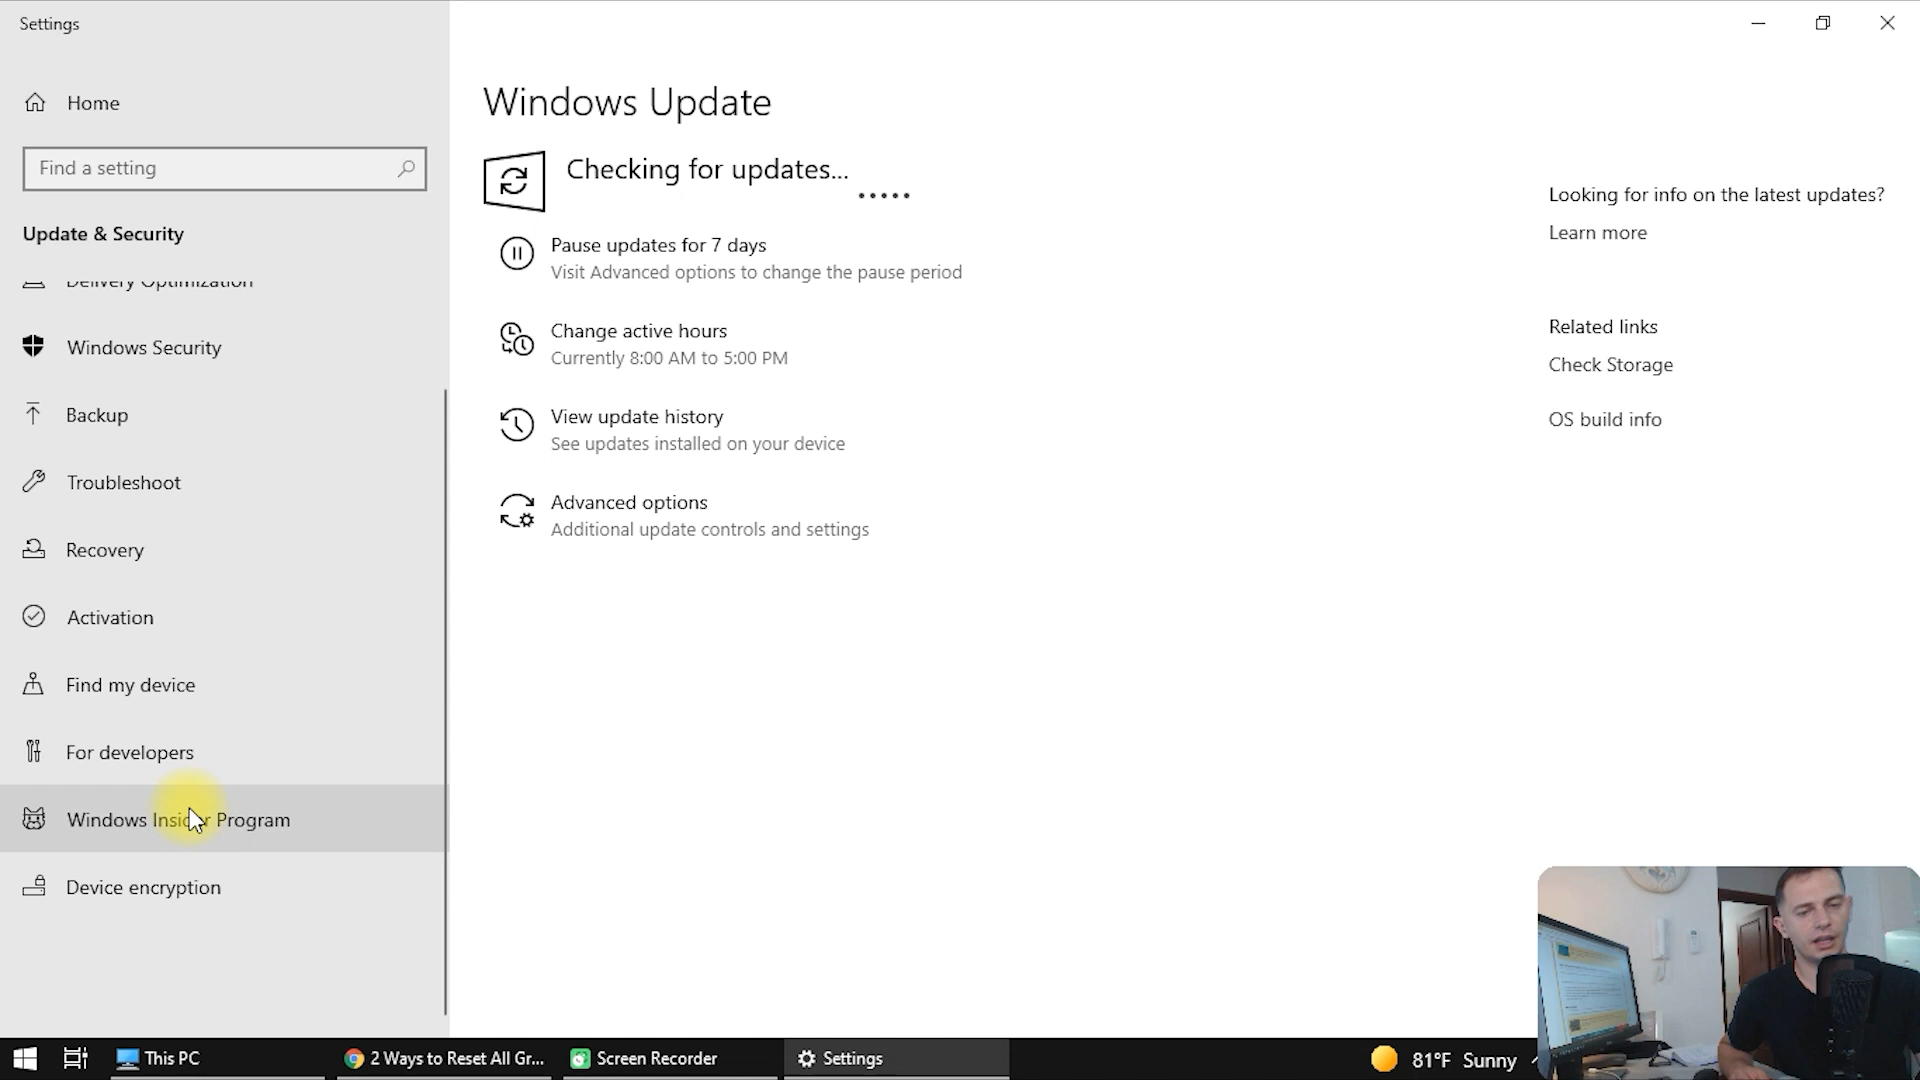 Settings
Home
Find a setting
Update & Security
Delivery Optimization
Windows Security
Backup
Troubleshoot
Recovery
Activation
Find my device
For developers
Windows Insider Program
Device encryption
Windows Update
Checking for updates...
Pause updates for 7 days
Visit Advanced options to change the pause period
Change active hours
Currently 8:00 AM to 5:00 PM
View update history
See updates installed on your device
Advanced options
Additional update controls and settings
Looking for info on the latest updates?
Learn more
Related links
Check Storage
OS build info
This PC
2 Ways to Reset All Gr...
Screen Recorder
Settings
81°F Sunny